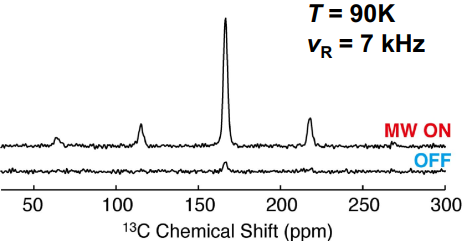 T = 90K
νR = 7 kHz
MW ON
OFF
50 100 150 200 250 300
13C Chemical Shift (ppm)